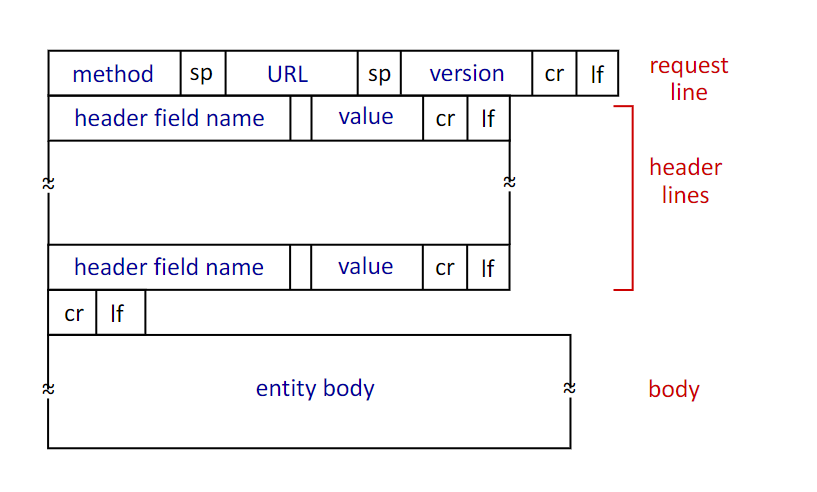 method sp URL sp version cr lf
request
line
header field name value cr lf
header
lines
header field name value cr lf
cr lf
entity body
body